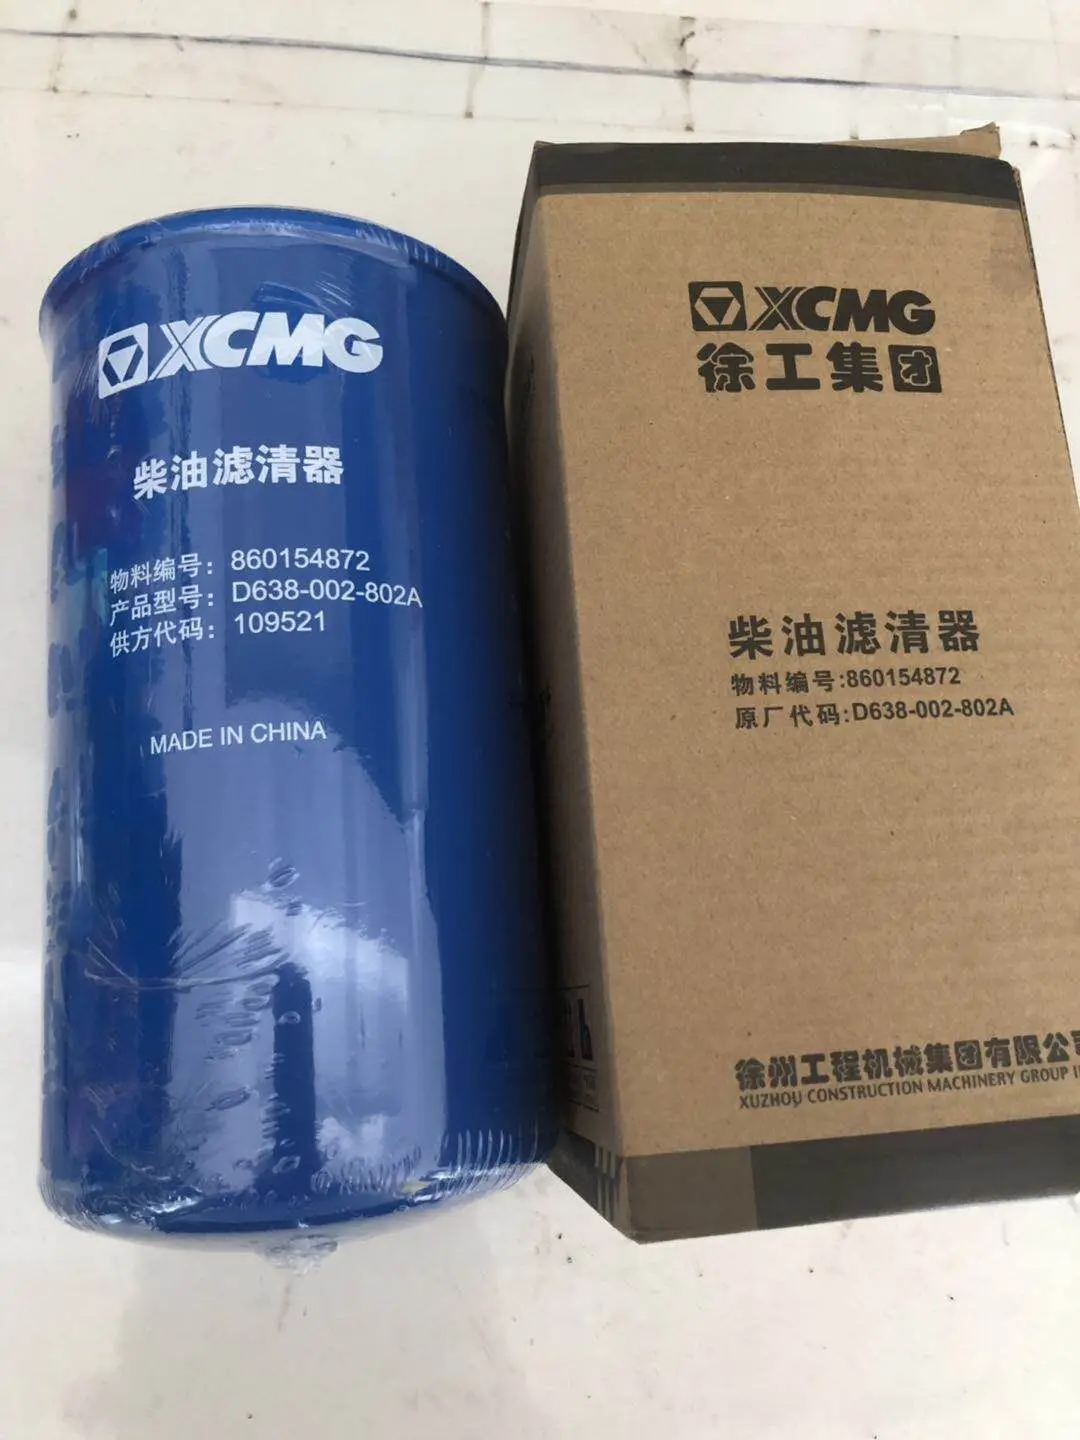 XCMG
柴油滤清器
物料编号: 860154872
产品型号: D638-002-802A
供方代码: 109521
MADE IN CHINA
XCMG
徐工集团
柴油滤清器
物料编号:860154872
原厂代码:D638-002-802A
徐州工程机械集团有限公司
XUZHOU CONSTRUCTION MACHINERY GROUP